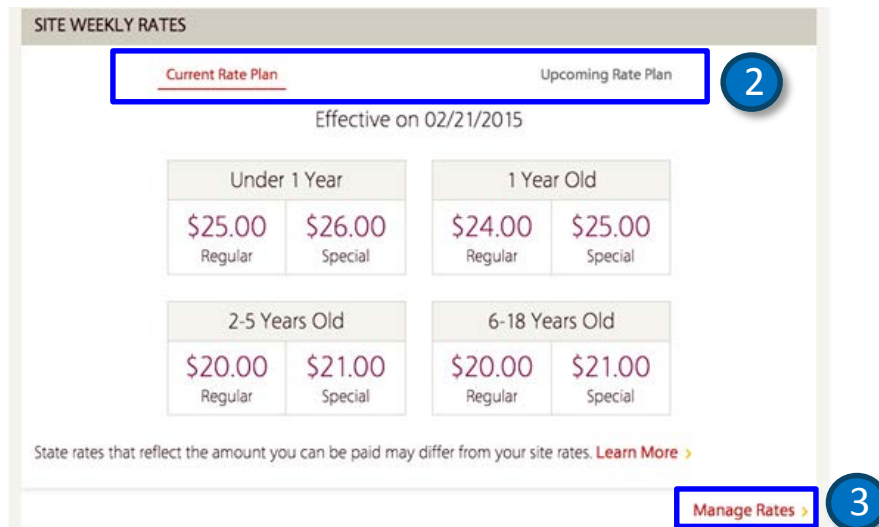 SITE WEEKLY RATES
Current Rate Plan Upcoming Rate Plan 2
Effective on 02/21/2015
Under 1 Year 1 Year Old
$25.00 $26.00 $24.00 $25.00
Regular Special Regular Special
2-5 Years Old 6-18 Years Old
$20.00 $21.00 $20.00 $21.00
Regular Special Regular Special
State rates that reflect the amount you can be paid may differ from your site rates. Learn More >
Manage Rates > 3